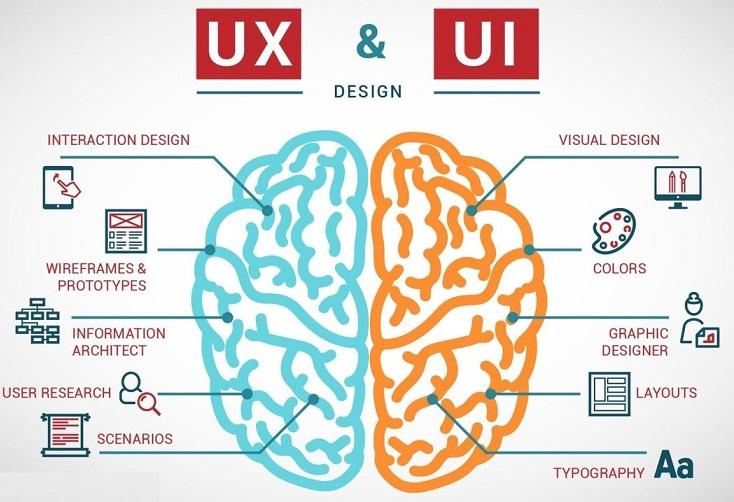 UX & UI
DESIGN
INTERACTION DESIGN
WIREFRAMES &
PROTOTYPES
INFORMATION
ARCHITECT
USER RESEARCH
SCENARIOS
VISUAL DESIGN
COLORS
GRAPHIC
DESIGNER
LAYOUTS
TYPOGRAPHY Aa